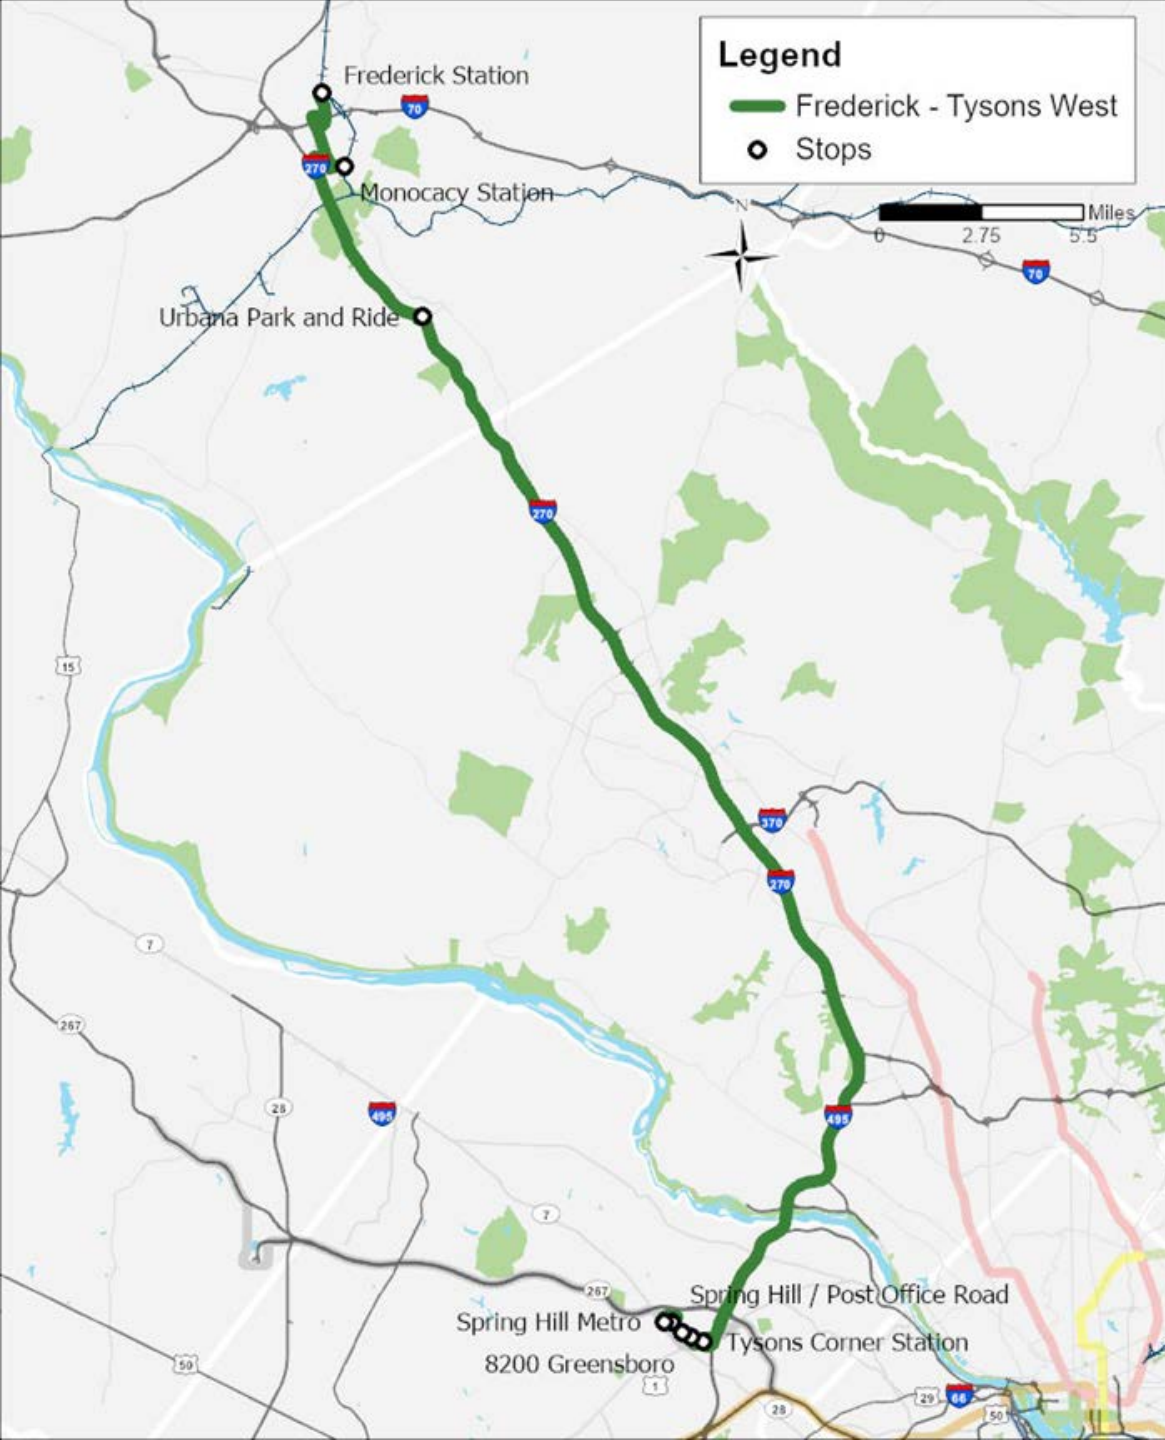 Legend
Frederick - Tysons West
Stops
Frederick Station
70
270
Monocacy Station
N
Miles
0 2.75 5.5
70
Urbana Park and Ride
270
15
370
270
7
267
28
495
495
7
267
Spring Hill / Post Office Road
Spring Hill Metro
Tysons Corner Station
8200 Greensboro
50
1
29
66
28
50